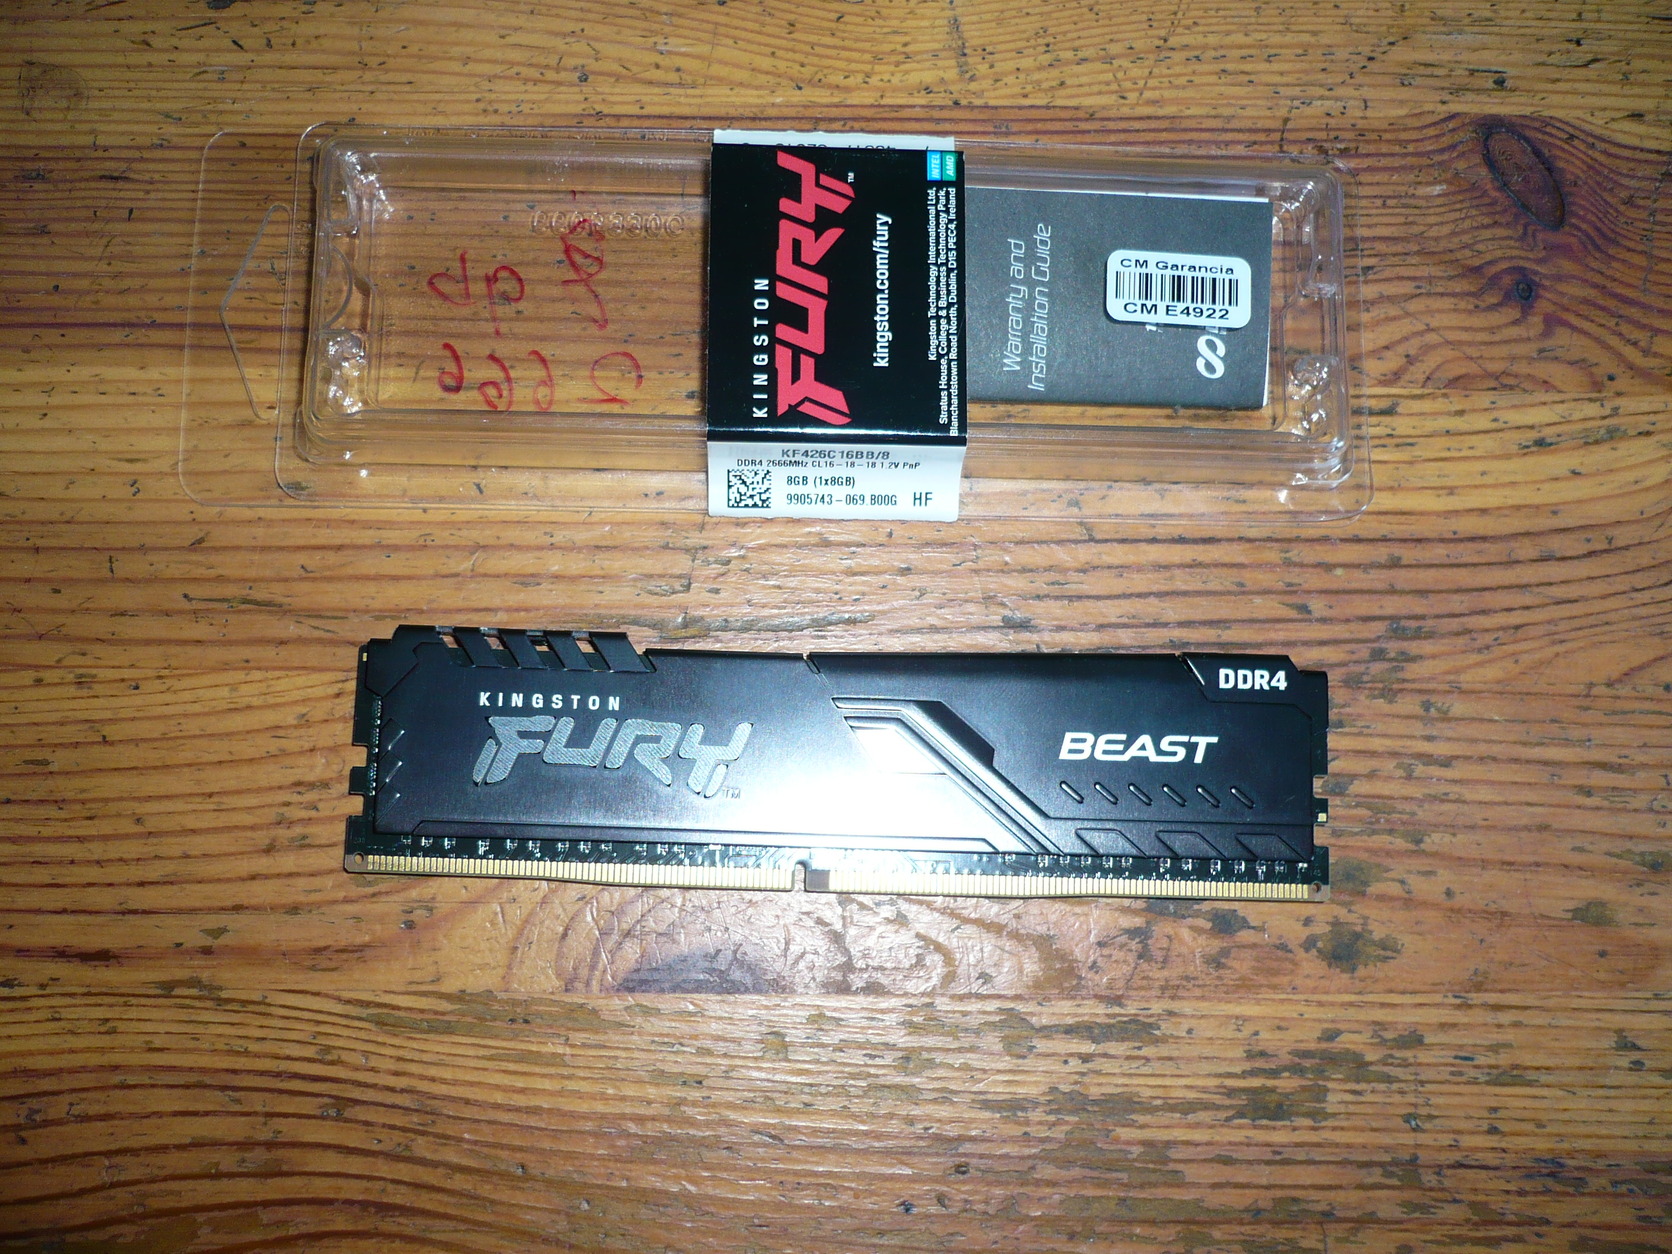 KINGSTON
FURY™
kingston.com/fury
Kingston Technology International Ltd,
Stratus House, College & Business Technology Park,
Blanchardstown Road North, Dublin, D15 PEC4, Ireland
INTEL
AMD
Warranty and
Installation Guide
CM Garancia
CM E4922
KF426C16BB/8
DDR4 2666MHz CL16-18-18 1.2V PnP
8GB (1x8GB)
9905743-069.B00G HF
KINGSTON
FURY™
DDR4
BEAST